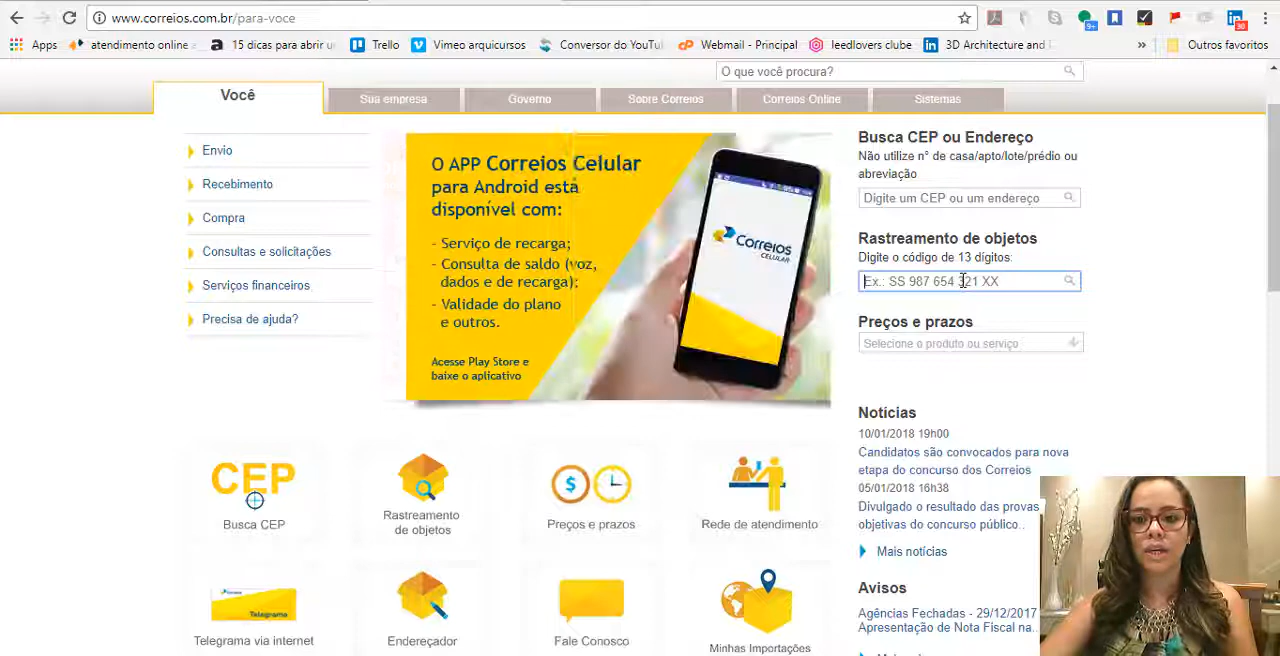 www.correios.com.br/para-voce
Apps
atendimento online
15 dicas para abrir u
Trello
Vimeo arquicursos
Conversor do YouTu
Webmail - Principal
leedlovers clube
3D Architecture and
»
Outros favoritos
9+
30
O que você procura?
Você
Sua empresa
Governo
Sobre Correios
Correios Online
Sistemas
Envio
Recebimento
Compra
Consultas e solicitações
Serviços financeiros
Precisa de ajuda?
O APP Correios Celular
para Android está
disponível com:
- Serviço de recarga;
- Consulta de saldo (voz,
dados e de recarga);
- Validade do plano
e outros.
Acesse Play Store e
baixe o aplicativo
Correios
CELULAR
Busca CEP ou Endereço
Não utilize n° de casa/apto/lote/prédio ou
abreviação
Digite um CEP ou um endereço
Rastreamento de objetos
Digite o código de 13 dígitos:
Ex.: SS 987 654 321 XX
Preços e prazos
Selecione o produto ou serviço
Notícias
10/01/2018 19h00
Candidatos são convocados para nova
etapa do concurso dos Correios
05/01/2018 16h38
Divulgado o resultado das provas
objetivas do concurso público..
Mais notícias
Avisos
Agências Fechadas - 29/12/2017
Apresentação de Nota Fiscal na..
CEP
Busca CEP
Rastreamento
de objetos
$
Preços e prazos
Rede de atendimento
Telegrama
Telegrama via internet
Endereçador
Fale Conosco
Minhas Importações